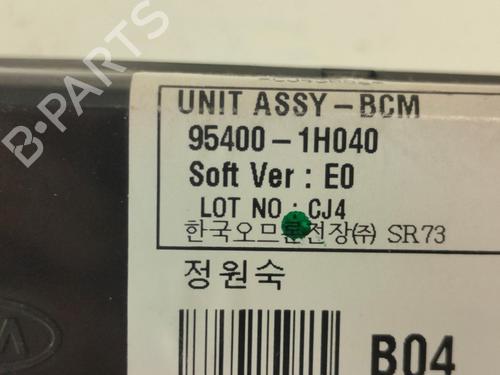 UNIT ASSY-BCM
95400-1H040
Soft Ver : E0
LOT NO : CJ4
한국오므론전장㈜ SR73
정원숙
B04
B PARTS